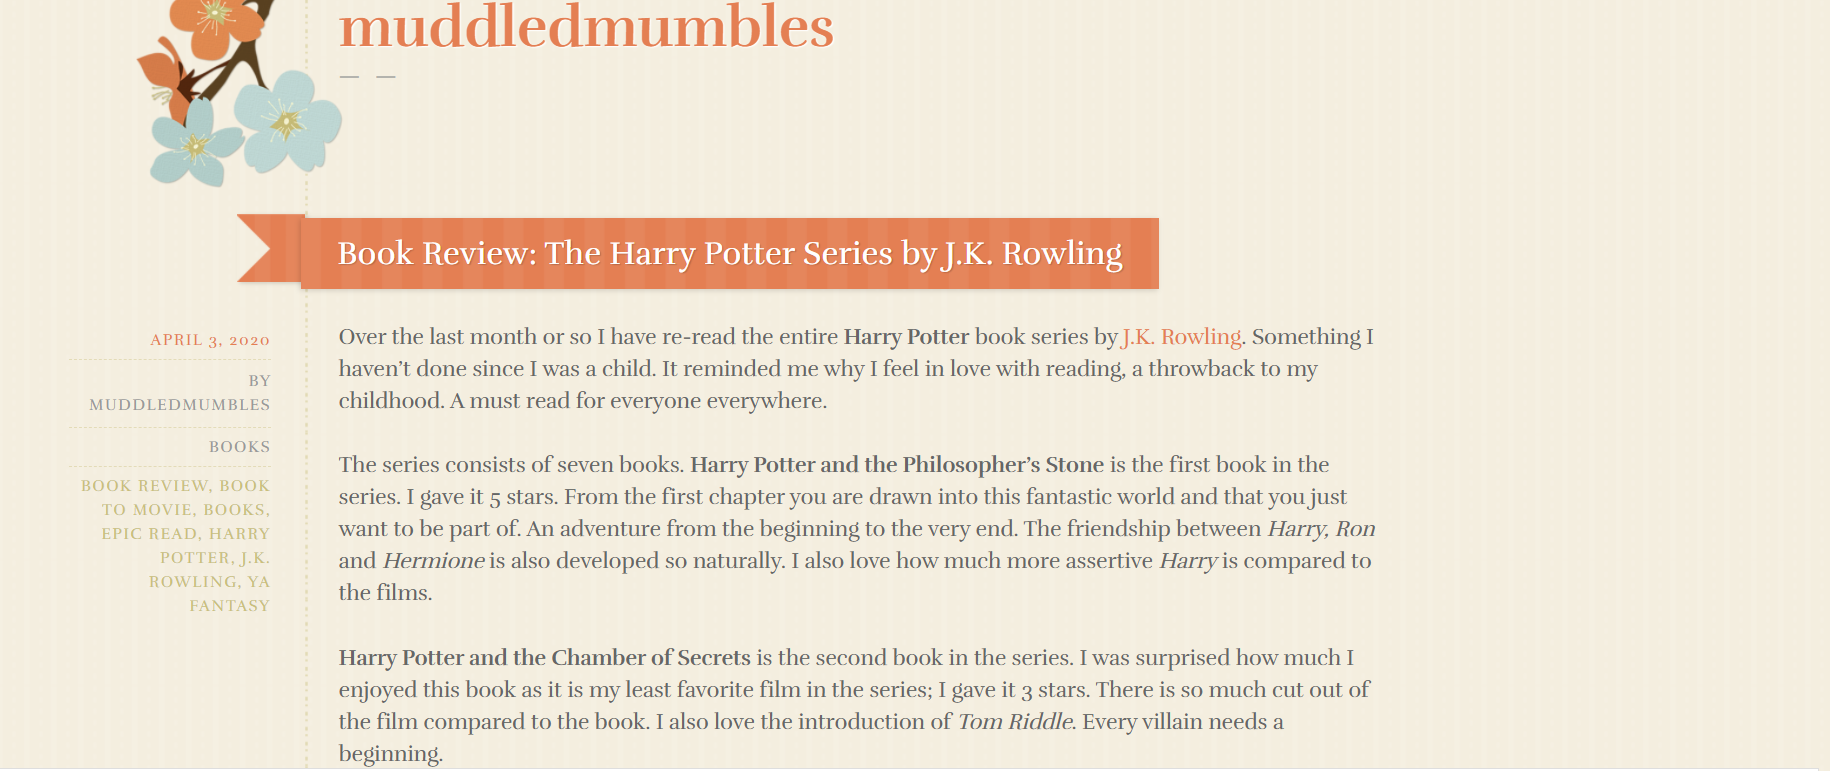 muddledmumbles
— —
Book Review: The Harry Potter Series by J.K. Rowling
APRIL 3, 2020
BY
MUDDLEDMUMBLES
BOOKS
BOOK REVIEW, BOOK
TO MOVIE, BOOKS,
EPIC READ, HARRY
POTTER, J.K.
ROWLING, YA
FANTASY
Over the last month or so I have re-read the entire Harry Potter book series by J.K. Rowling. Something I
haven’t done since I was a child. It reminded me why I feel in love with reading, a throwback to my
childhood. A must read for everyone everywhere.
The series consists of seven books. Harry Potter and the Philosopher’s Stone is the first book in the
series. I gave it 5 stars. From the first chapter you are drawn into this fantastic world and that you just
want to be part of. An adventure from the beginning to the very end. The friendship between Harry, Ron
and Hermione is also developed so naturally. I also love how much more assertive Harry is compared to
the films.
Harry Potter and the Chamber of Secrets is the second book in the series. I was surprised how much I
enjoyed this book as it is my least favorite film in the series; I gave it 3 stars. There is so much cut out of
the film compared to the book. I also love the introduction of Tom Riddle. Every villain needs a
beginning.